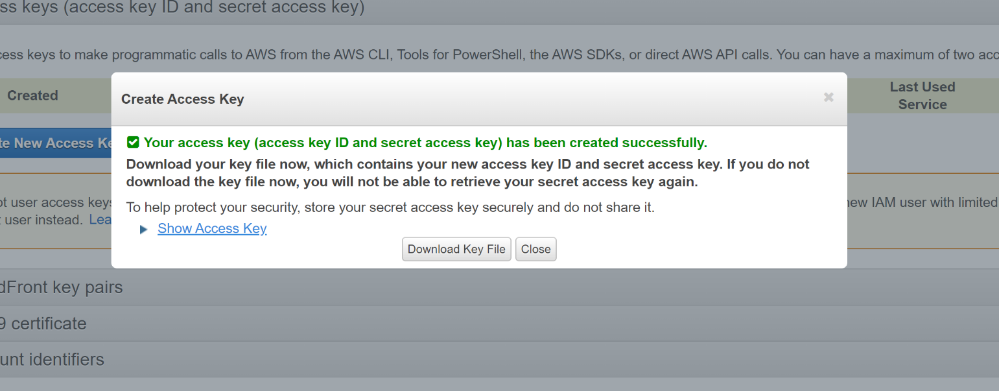 ss keys (access key ID and secret access key)
cess keys to make programmatic calls to AWS from the AWS CLI, Tools for PowerShell, the AWS SDKs, or direct AWS API calls. You can have a maximum of two acc
Created
Last Used
Service
te New Access Ke
Create Access Key
Your access key (access key ID and secret access key) has been created successfully.
Download your key file now, which contains your new access key ID and secret access key. If you do not
download the key file now, you will not be able to retrieve your secret access key again.
To help protect your security, store your secret access key securely and do not share it.
Show Access Key
Download Key File Close
ot user access keys
new IAM user with limited
t user instead. Lea
dFront key pairs
9 certificate
unt identifiers